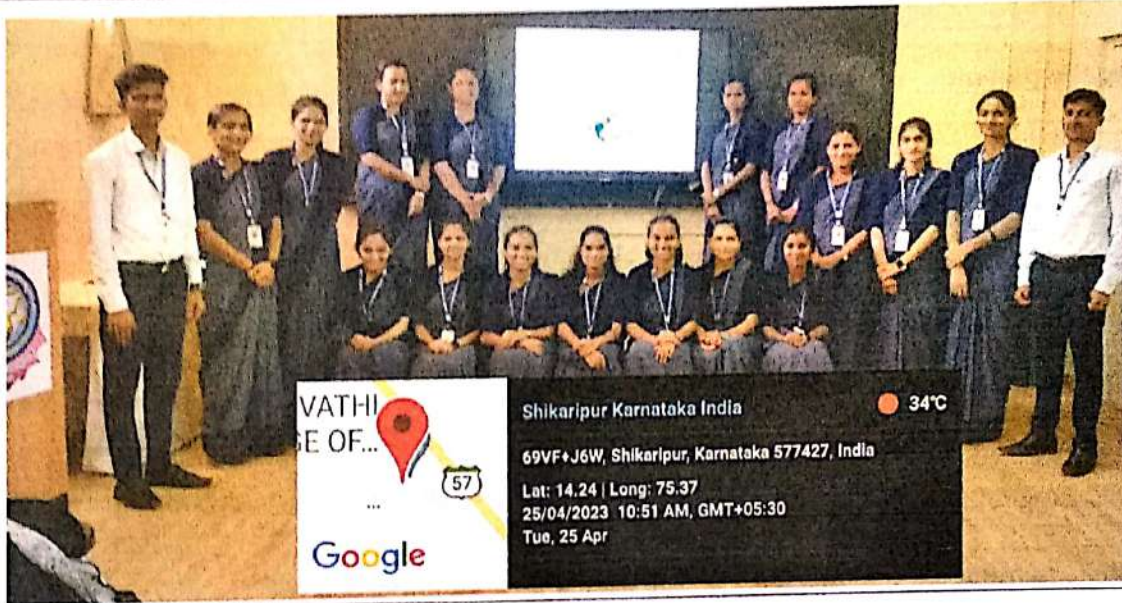 VATHI
GE OF...
57
...
Google
Shikaripur Karnataka India
34°C
69VF+J6W, Shikaripur, Karnataka 577427, India
Lat: 14.24 | Long: 75.37
25/04/2023 10:51 AM, GMT+05:30
Tue, 25 Apr